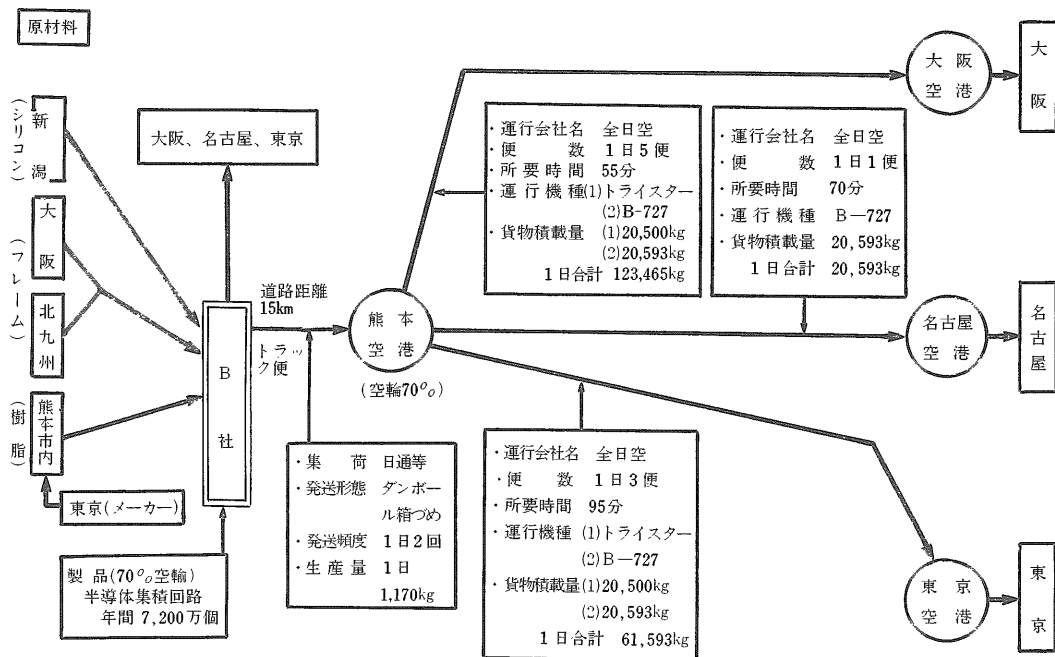 原材料
新潟
(シリコン)
大阪
北九州
(フレーム)
熊本市内
(樹脂)
東京(メーカー)
大阪、名古屋、東京
B社
製品(70%空輸)
半導体集積回路
年間 7,200万個
道路距離
15km
トラッ
ク便
・集荷 日通等
・発送形態 ダンボー
ル箱づめ
・発送頻度 1日2回
・生産量 1日
1,170kg
熊本
空港
(空輸70%)
・運行会社名 全日空
・便数 1日5便
・所要時間 55分
・運行機種(1)トライスター
(2)B-727
・貨物積載量 (1)20,500kg
(2)20,593kg
1日合計 123,465kg
・運行会社名 全日空
・便数 1日1便
・所要時間 70分
・運行機種 B―727
・貨物積載量 20,593kg
1日合計 20,593kg
・運行会社名 全日空
・便数 1日3便
・所要時間 95分
・運行機種 (1)トライスター
(2)B―727
・貨物積載量(1)20,500kg
(2)20,593kg
1日合計 61,593kg
大阪
空港
大阪
名古屋
空港
名古屋
東京
空港
東京